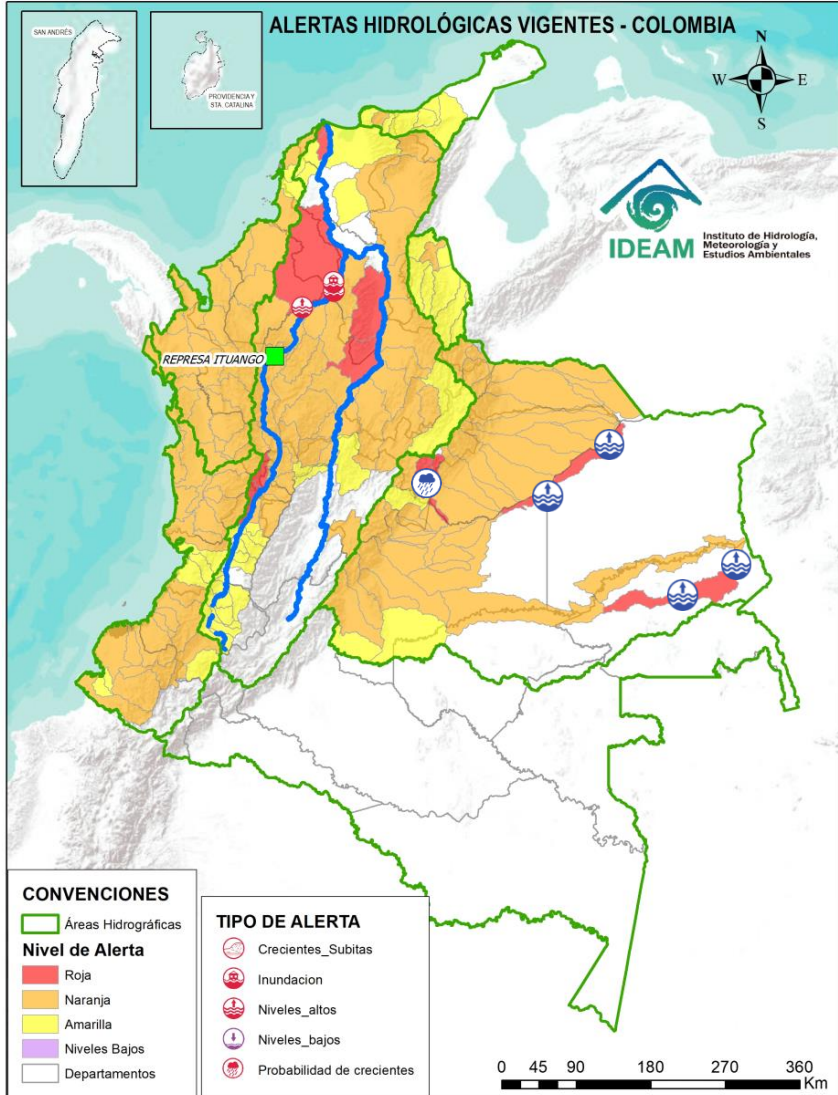 ALERTAS HIDROLÓGICAS VIGENTES - COLOMBIA
SAN ANDRÉS
PROVIDENCIA Y
STA. CATALINA
N
W
E
S
IDEAM
Instituto de Hidrología,
Meteorología y
Estudios Ambientales
REPRESA ITUANGO
CONVENCIONES
Áreas Hidrográficas
Nivel de Alerta
Roja
Naranja
Amarilla
Niveles Bajos
Departamentos
TIPO DE ALERTA
Crecientes_Subitas
Inundacion
Niveles_altos
Niveles_bajos
Probabilidad de crecientes
0 45 90 180 270 360
Km